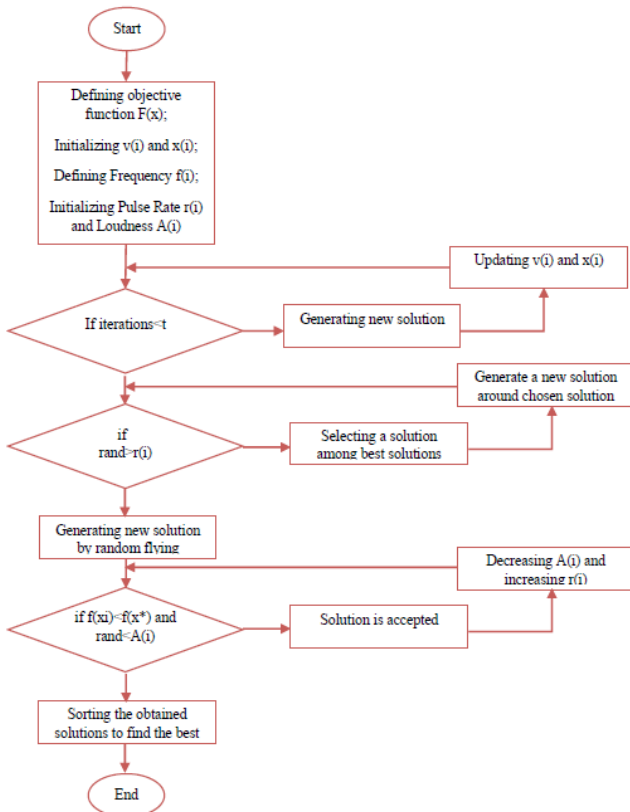 Start
Defining objective
function F(x);
Initializing v(i) and x(i);
Defining Frequency f(i);
Initializing Pulse Rate r(i)
and Loudness A(i)
Updating v(i) and x(i)
If iterations<t
Generating new solution
Generate a new solution
around chosen solution
if
rand>r(i)
Selecting a solution
among best solutions
Generating new solution
by random flying
Decreasing A(i) and
increasing r(i)
if f(xi)<f(x*) and
rand<A(i)
Solution is accepted
Sorting the obtained
solutions to find the best
End